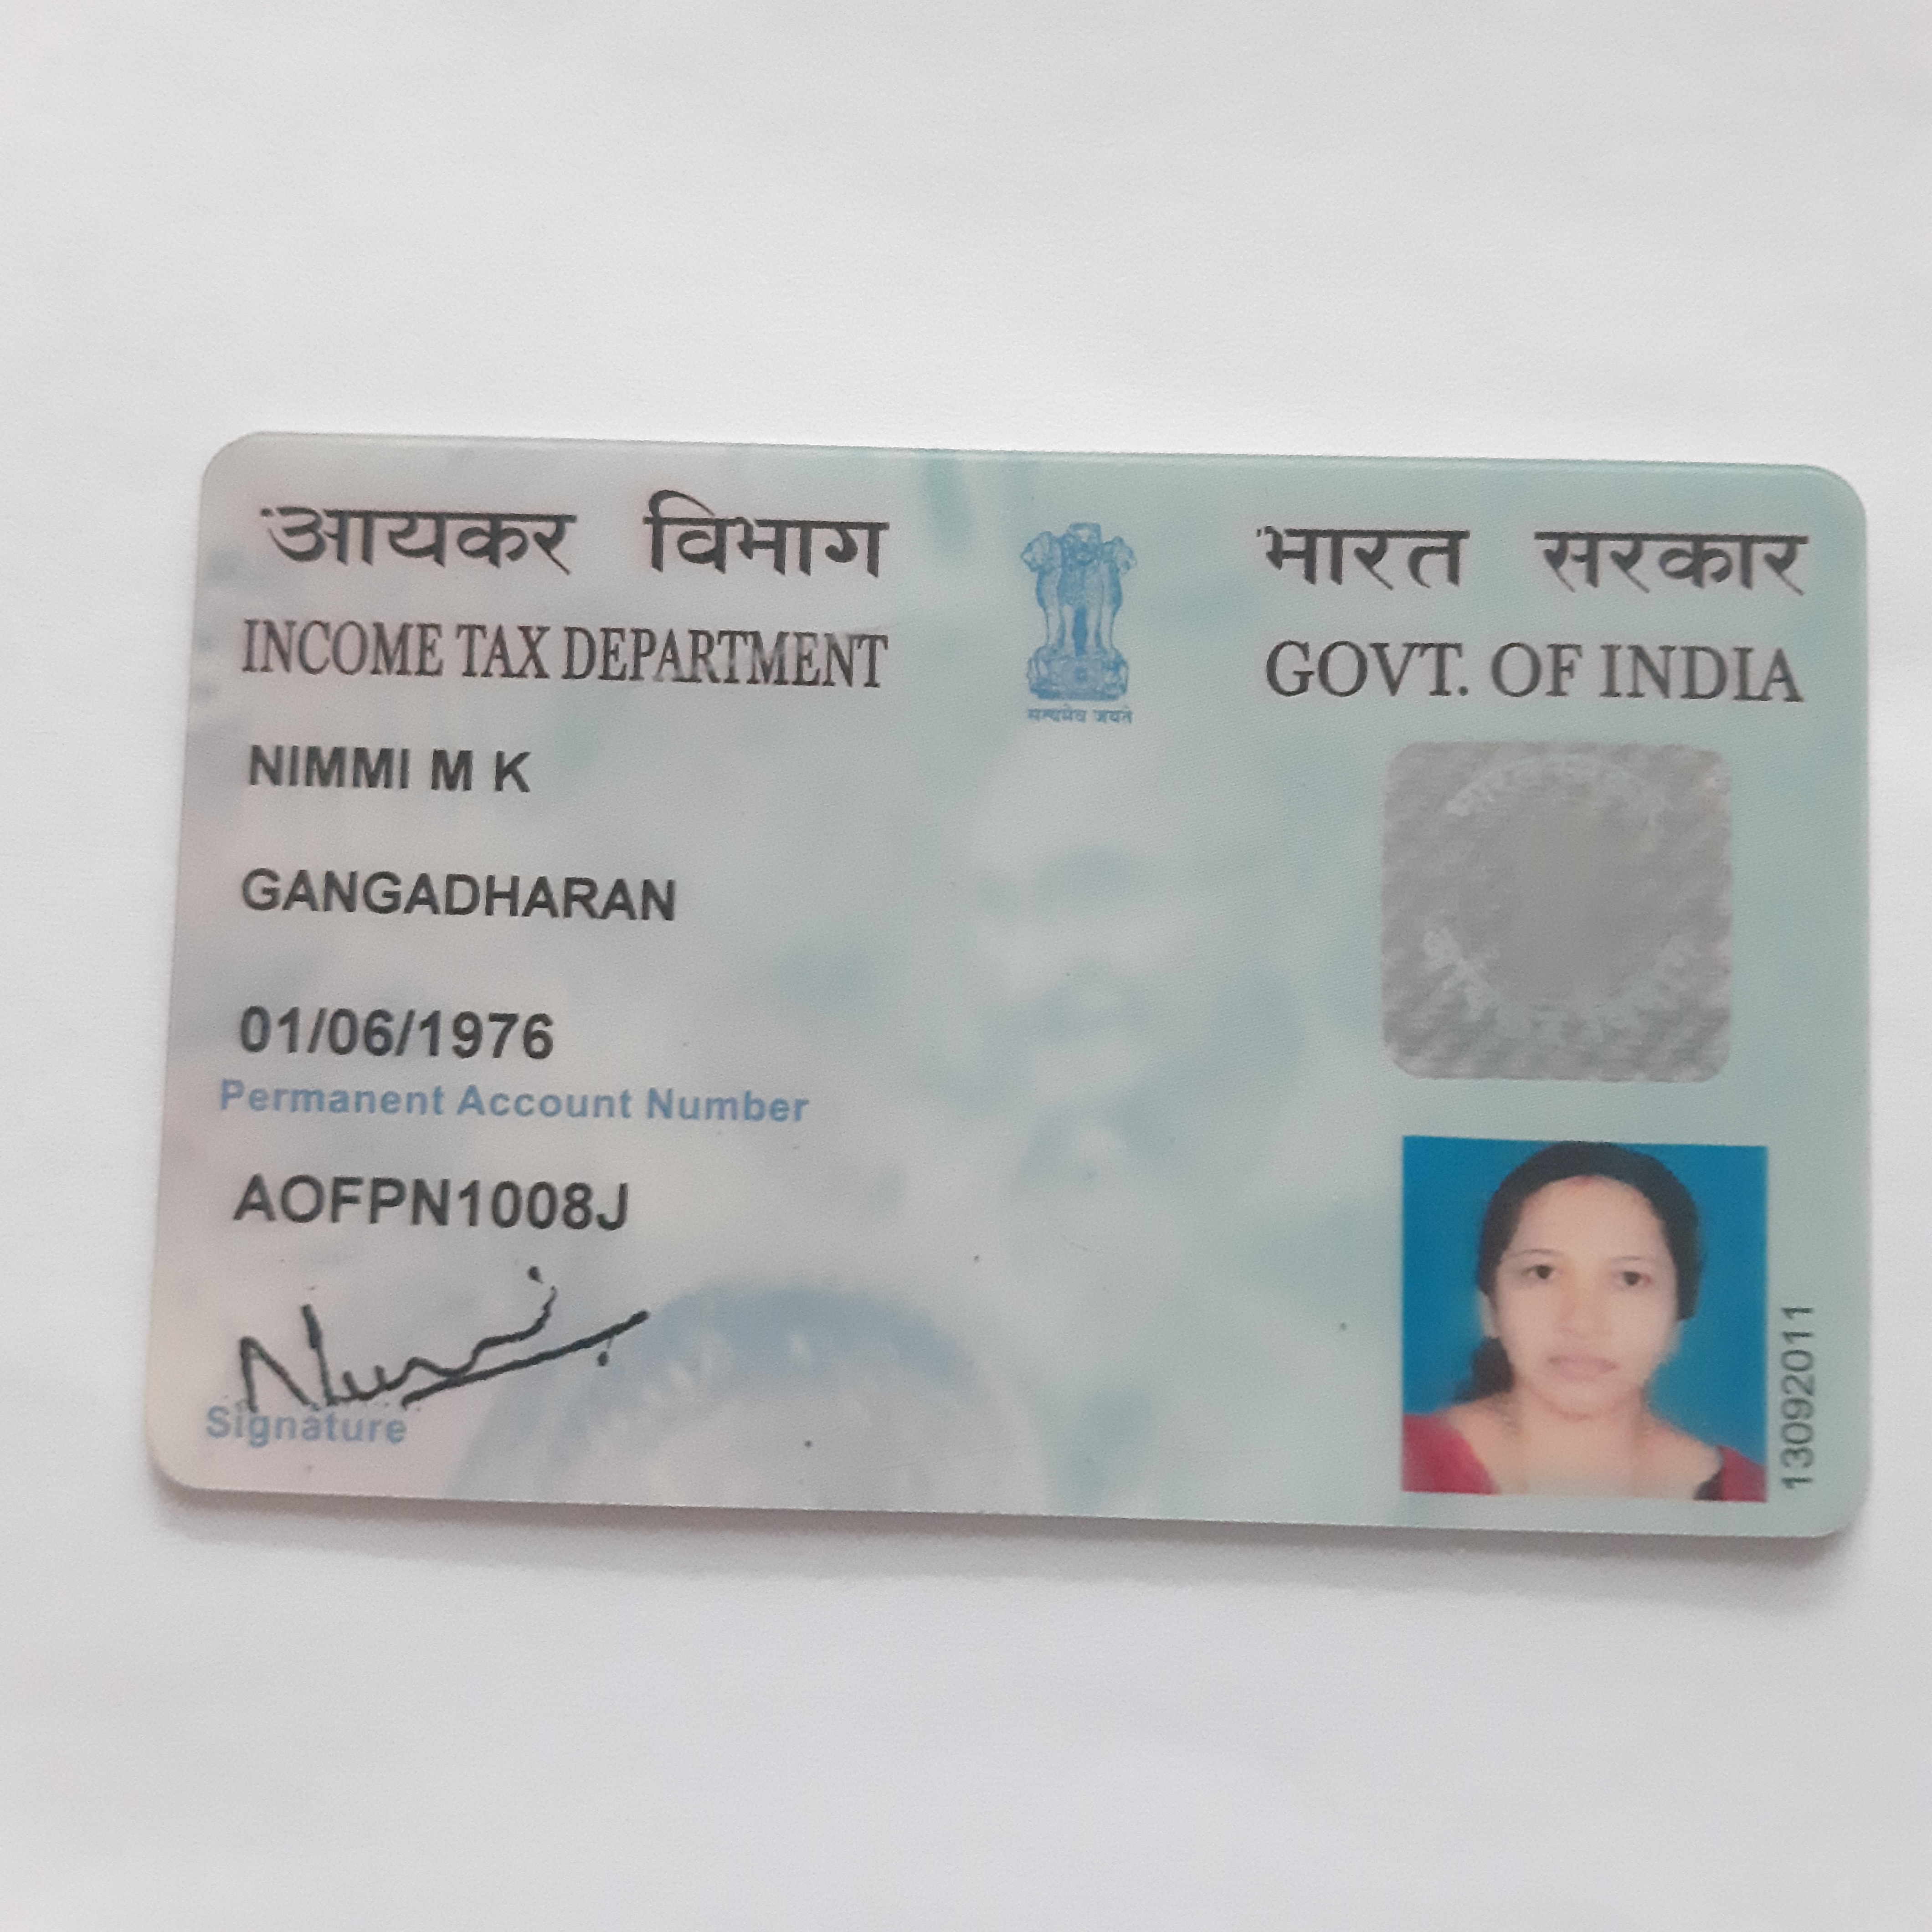 आयकर विभाग
INCOME TAX DEPARTMENT
सत्यमेव जयते
भारत सरकार
GOVT. OF INDIA
NIMMI M K
GANGADHARAN
01/06/1976
Permanent Account Number
AOFPN1008J
Signature
13092011